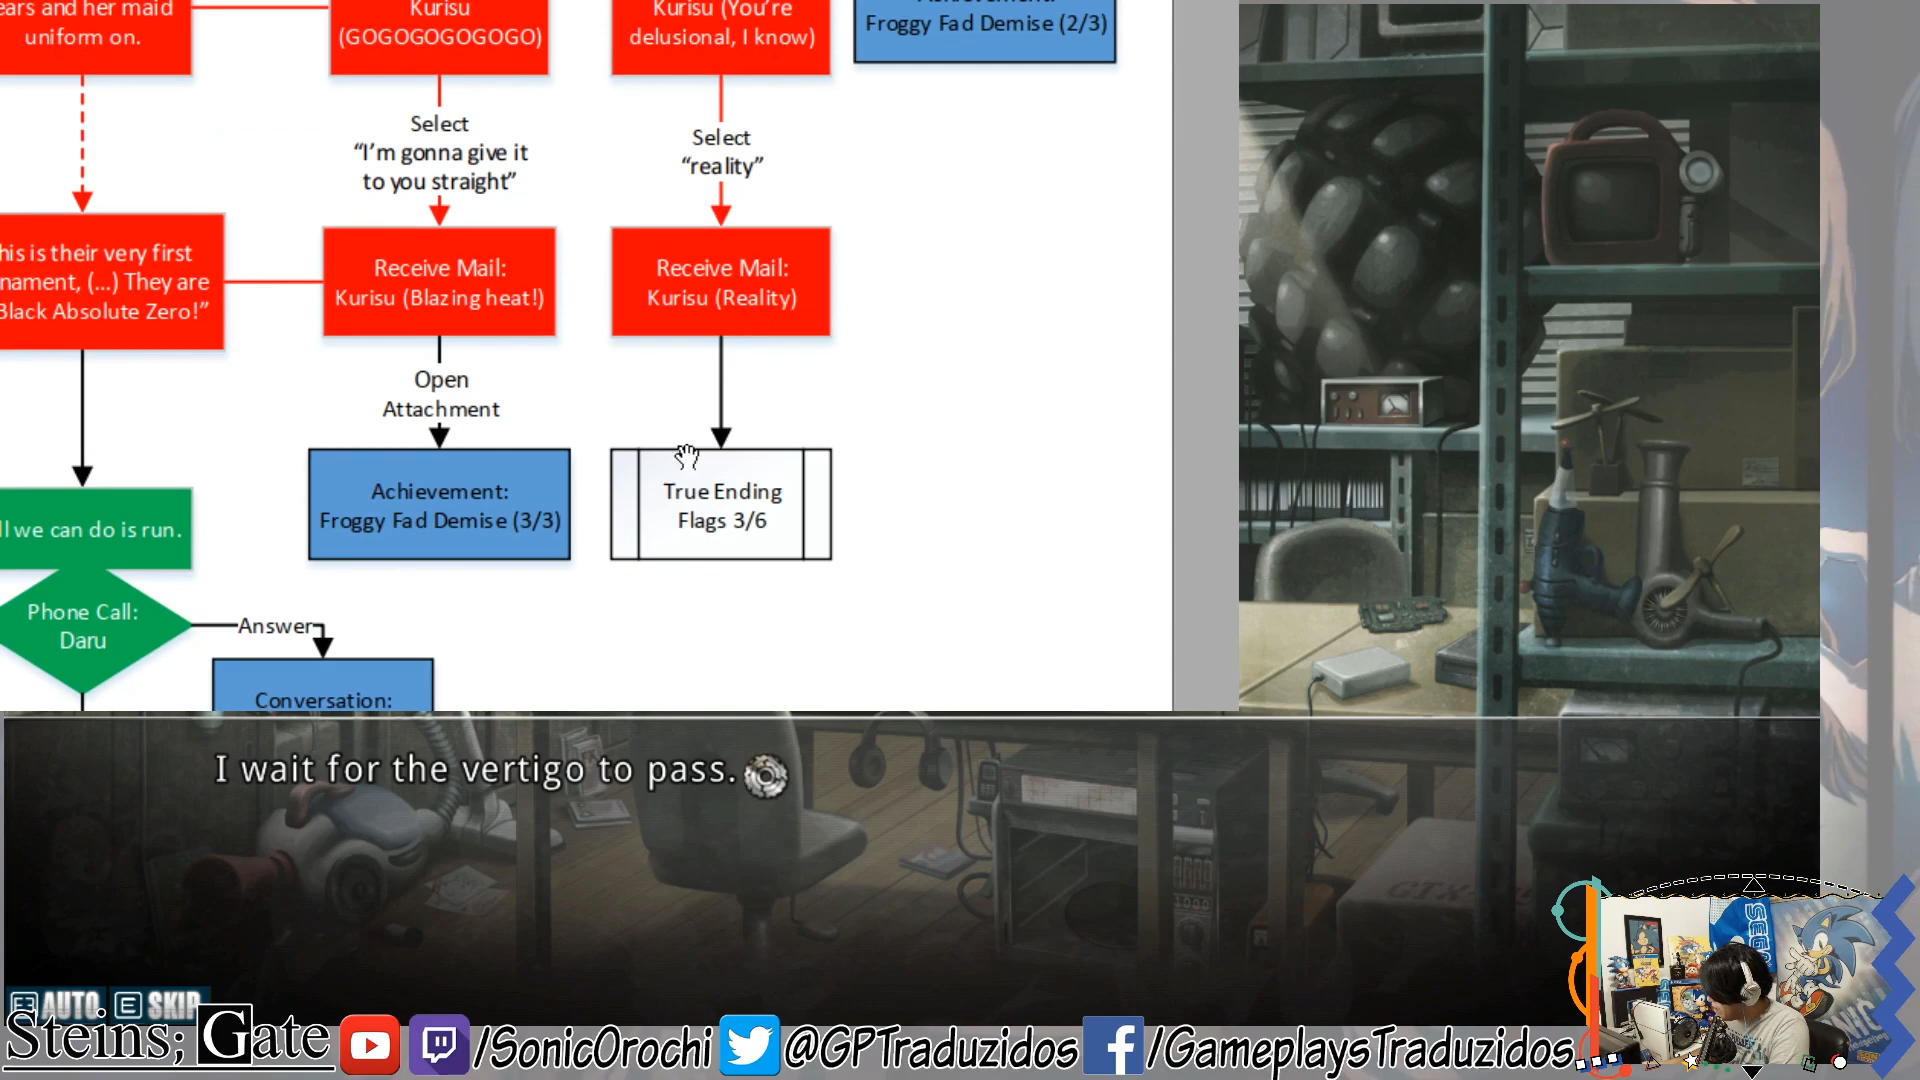 ears and her maid
uniform on.
Kurisu
(GOGOGOGOGOGO)
Kurisu (You're
delusional, I know)
Froggy Fad Demise (2/3)
Select
"I'm gonna give it
to you straight"
Select
"reality"
his is their very first
nament, (...) They are
Black Absolute Zero!"
Receive Mail:
Kurisu (Blazing heat!)
Receive Mail:
Kurisu (Reality)
Open
Attachment
Achievement:
Froggy Fad Demise (3/3)
True Ending
Flags 3/6
ll we can do is run.
Phone Call:
Daru
Answer
Conversation:
I wait for the vertigo to pass.
AUTO E SKIP
Steins;Gate
/SonicOrochi
@GPTraduzidos
/GameplaysTraduzidos
SEGA